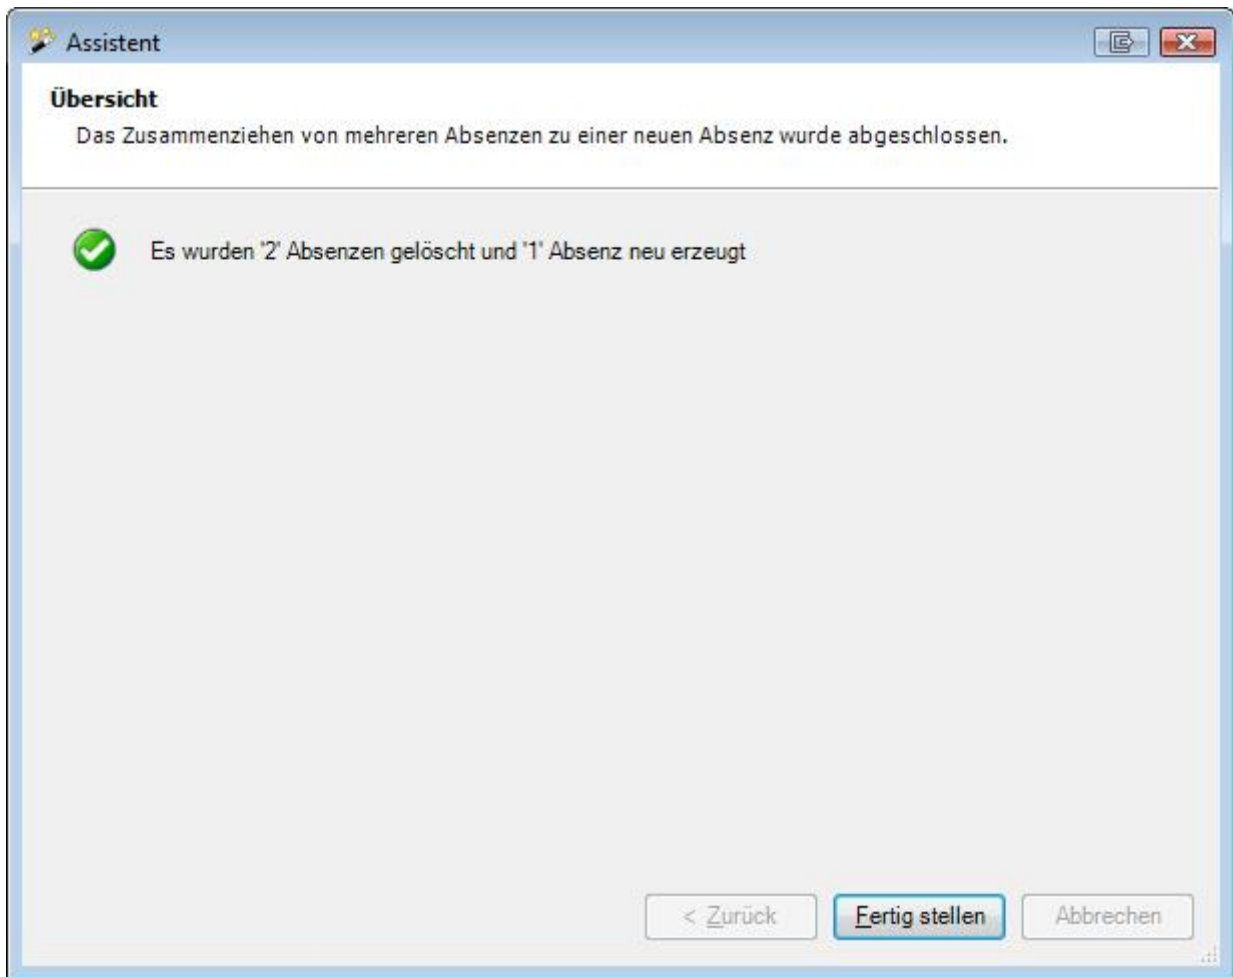 Assistent
Übersicht
Das Zusammenziehen von mehreren Absenzen zu einer neuen Absenz wurde abgeschlossen.
Es wurden '2' Absenzen gelöscht und '1' Absenz neu erzeugt
< Zurück
Fertig stellen
Abbrechen